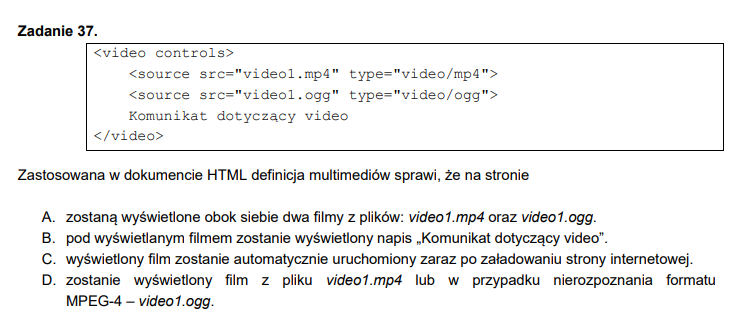 Zadanie 37.
<video controls>
<source src="video1.mp4" type="video/mp4">
<source src="video1.ogg" type="video/ogg">
Komunikat dotyczący video
</video>
Zastosowana w dokumencie HTML definicja multimediów sprawi, że na stronie
A. zostaną wyświetlone obok siebie dwa filmy z plików: video1.mp4 oraz video1.ogg.
B. pod wyświetlanym filmem zostanie wyświetlony napis „Komunikat dotyczący video”.
C. wyświetlony film zostanie automatycznie uruchomiony zaraz po załadowaniu strony internetowej.
D. zostanie wyświetlony film z pliku video1.mp4 lub w przypadku nierozpoznania formatu
MPEG-4 – video1.ogg.